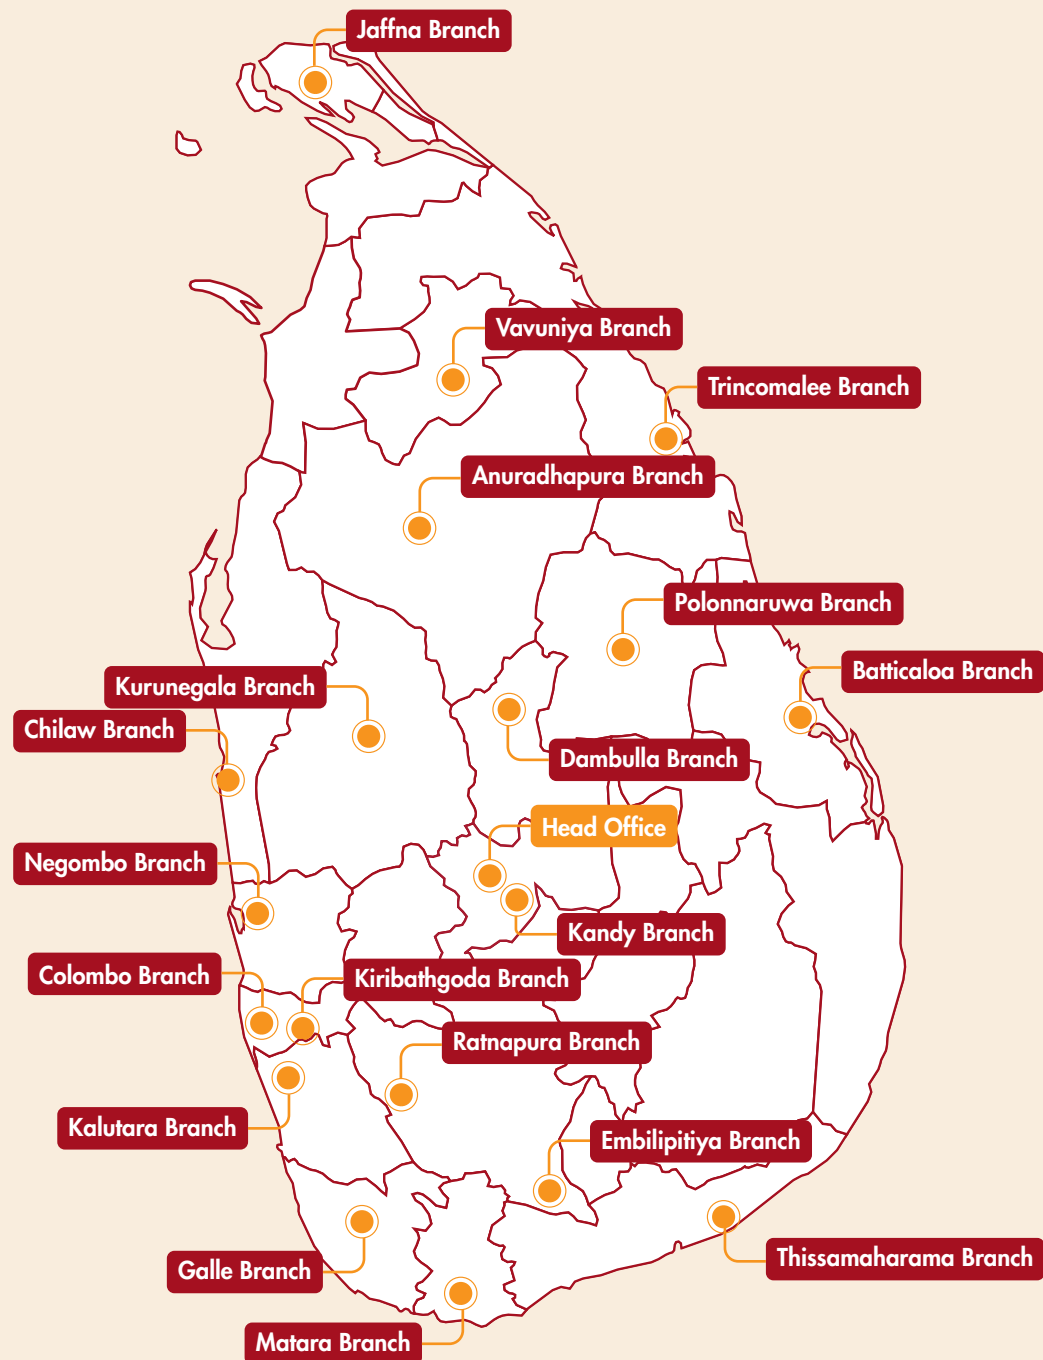 Jaffna Branch
Vavuniya Branch
Trincomalee Branch
Anuradhapura Branch
Polonnaruwa Branch
Batticaloa Branch
Kurunegala Branch
Chilaw Branch
Dambulla Branch
Head Office
Negombo Branch
Kandy Branch
Colombo Branch
Kiribathgoda Branch
Ratnapura Branch
Kalutara Branch
Embilipitiya Branch
Thissamaharama Branch
Galle Branch
Matara Branch